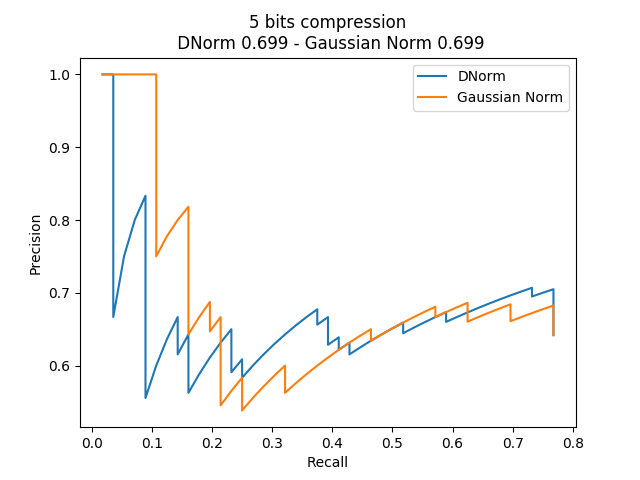 5 bits compression
DNorm 0.699 - Gaussian Norm 0.699
DNorm
Gaussian Norm
Precision
1.0
0.9
0.8
0.7
0.6
0.0 0.1 0.2 0.3 0.4 0.5 0.6 0.7 0.8
Recall